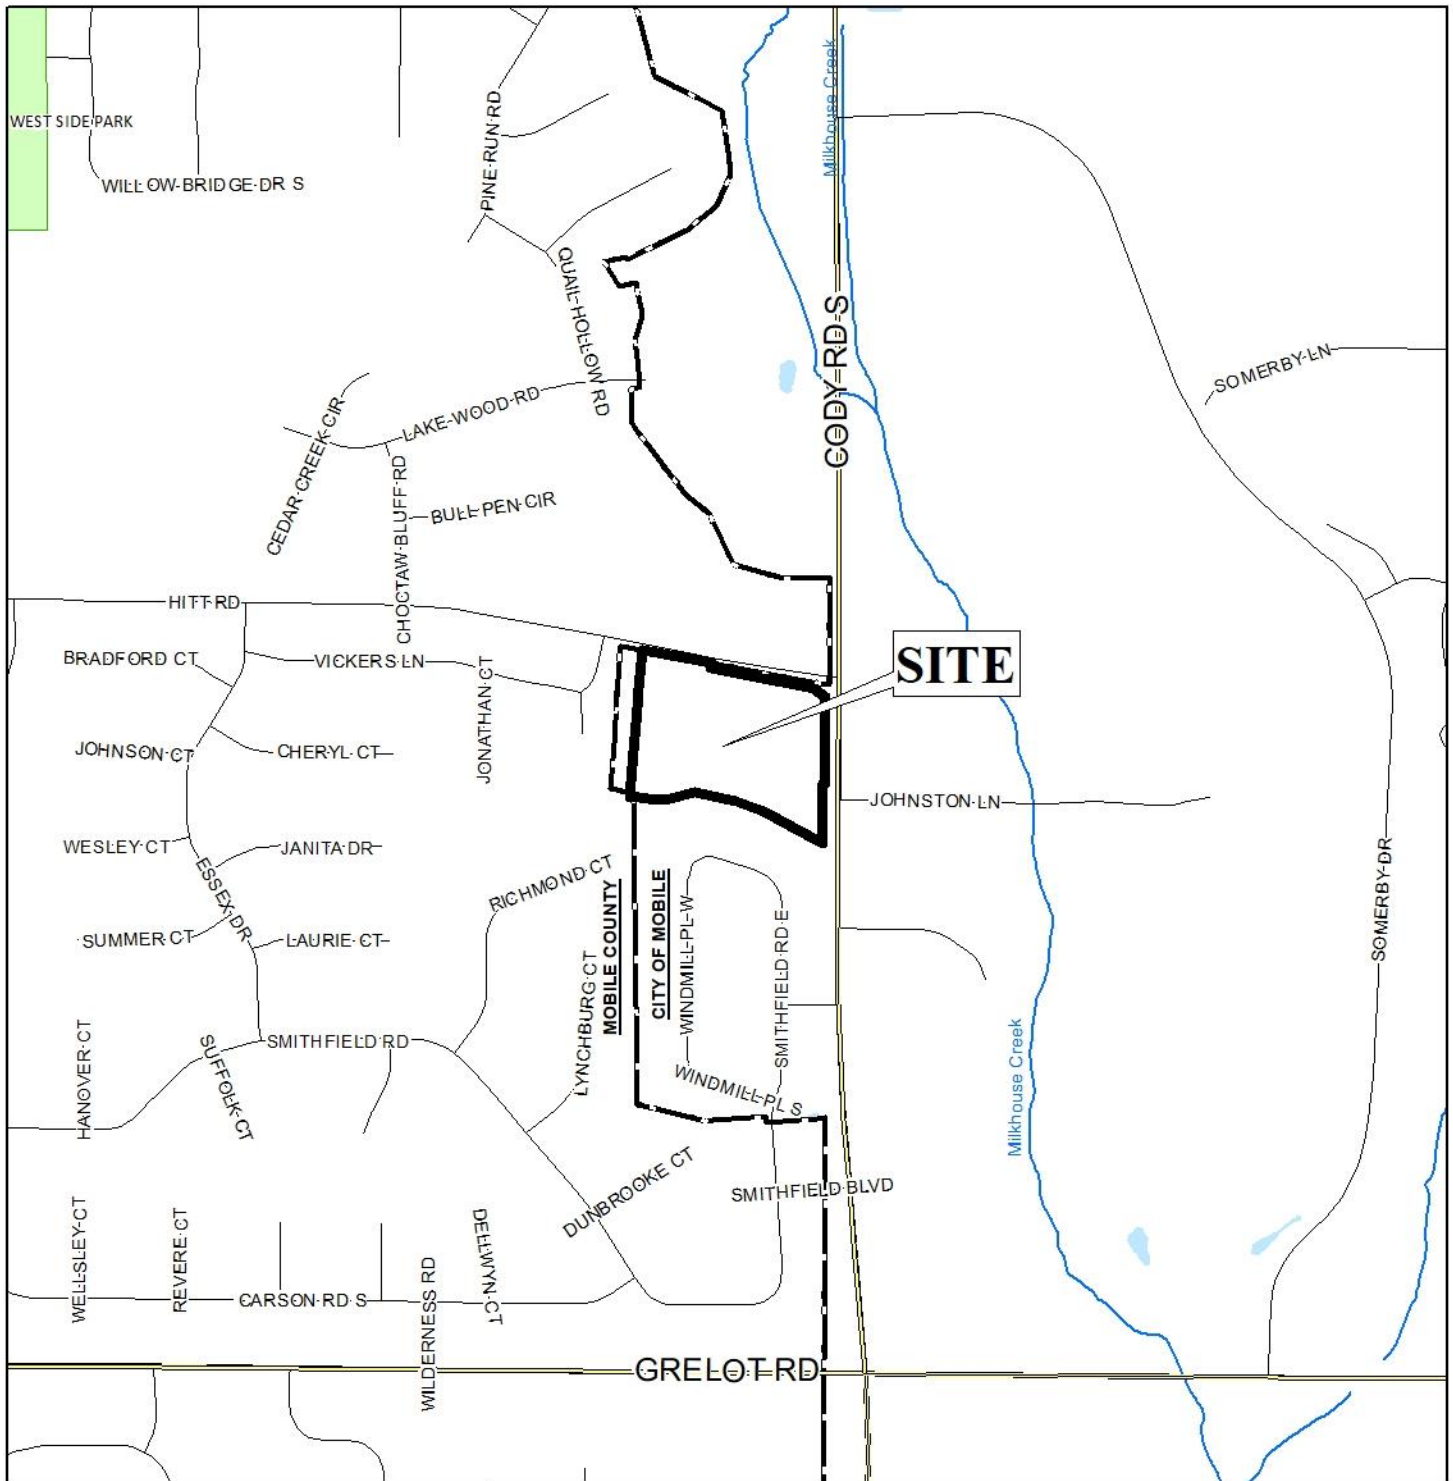 Milkhouse Creek
WEST SIDE PARK
PINE RUN RD
WILLOW BRIDGE DR S
QUAIL HOLLOW RD
CODY RD S
SOMERBY LN
LAKE WOOD RD
CEDAR CREEK CIR
CHOCTAW BLUFF RD
BULL PEN CIR
HITT RD
SITE
BRADFORD CT
VICKERS LN
JONATHAN CT
JOHNSON CT
CHERYL CT
JOHNSTON LN
WESLEY CT
JANITA DR
ESSEX DR
RICHMOND CT
MOBILE COUNTY
CITY OF MOBILE
WINDMILL PL W
SMITHFIELD RD E
SOMERBY DR
SUMMER CT
LAURIE CT
LYNCHBURG CT
HANOVER CT
SUFFOLK CT
SMITHFIELD RD
WINDMILL PL S
Milkhouse Creek
DUNBROOKE CT
SMITHFIELD BLVD
WELLSLEY CT
REVERE CT
DELLWYN CT
CARSON RD S
WILDERNESS RD
GRELOT RD